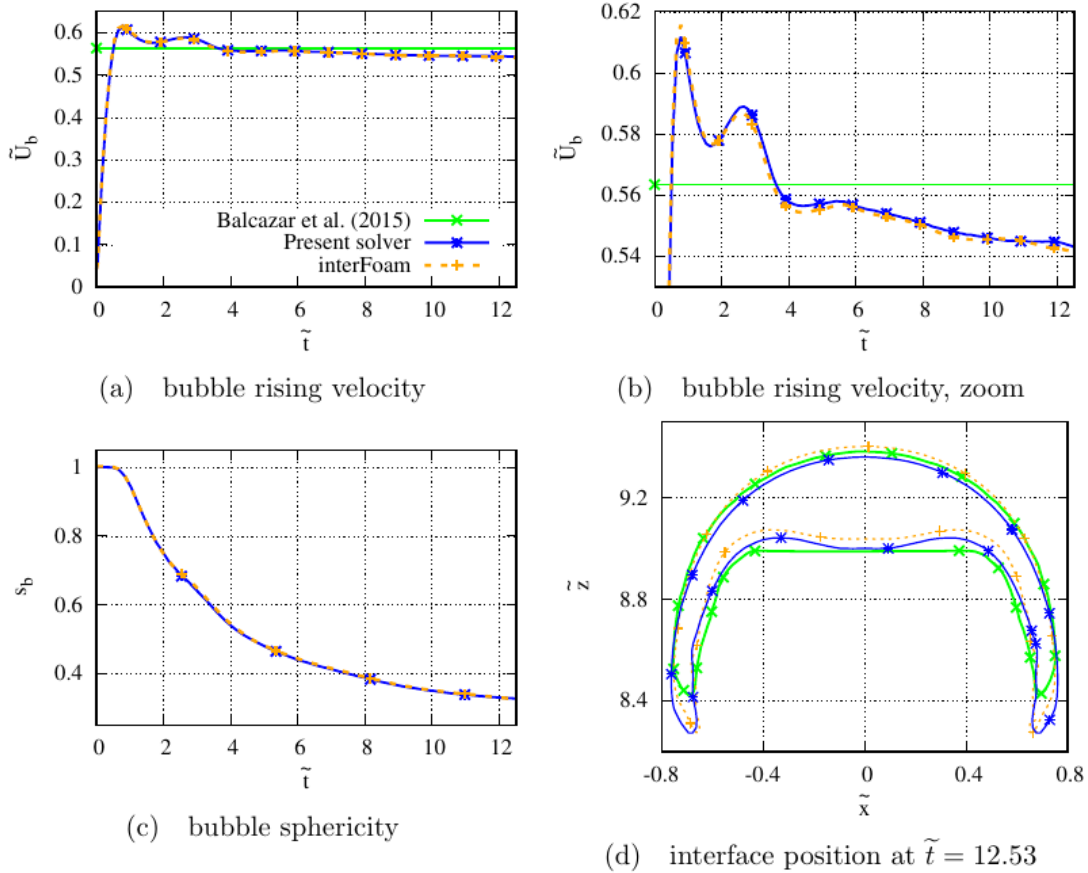 0.6
0.5
0.4
0.3
0.2
0.1
0
Ũb
Balcazar et al. (2015)
Present solver
interFoam
0 2 4 6 8 10 12
t̃
(a) bubble rising velocity
0.62
0.6
0.58
0.56
0.54
Ũb
0 2 4 6 8 10 12
t̃
(b) bubble rising velocity, zoom
1
0.8
0.6
0.4
sb
0 2 4 6 8 10 12
t̃
(c) bubble sphericity
9.2
8.8
8.4
z̃
-0.8 -0.4 0 0.4 0.8
x̃
(d) interface position at t̃ = 12.53